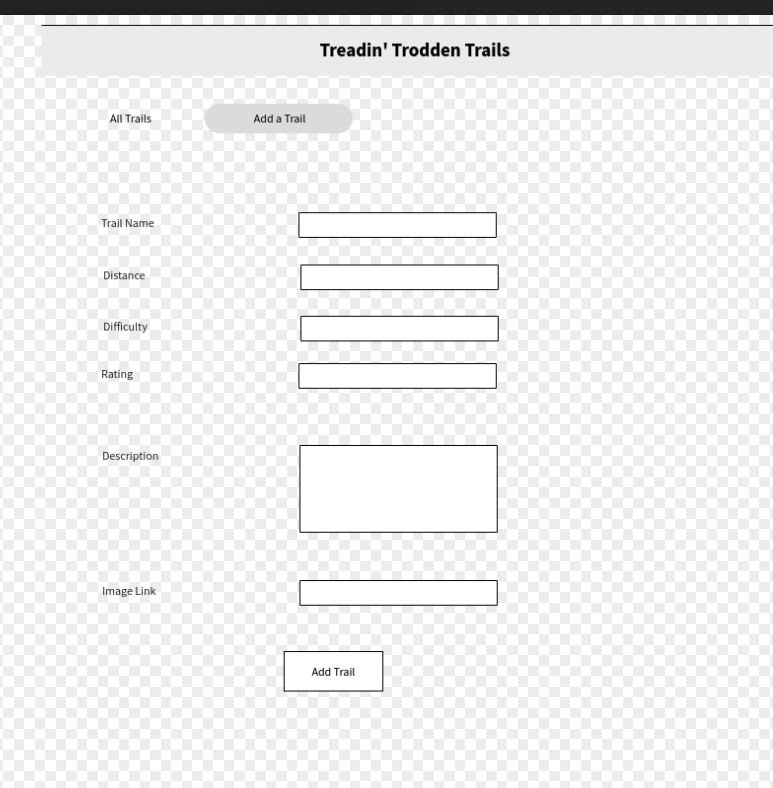 Treadin' Trodden Trails
All Trails
Add a Trail
Trail Name
Distance
Difficulty
Rating
Description
Image Link
Add Trail